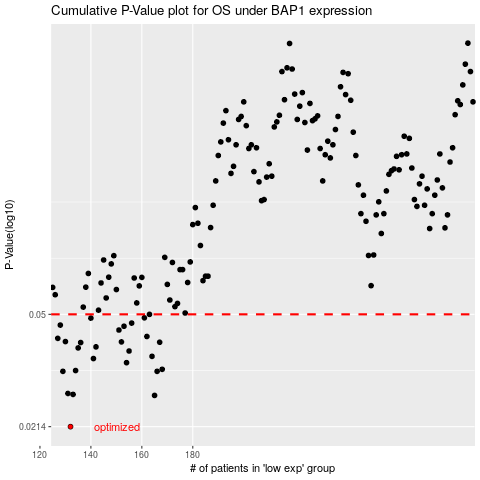 Cumulative P-Value plot for OS under BAP1 expression
P-Value(log10)
0.05
0.0214
optimized
120 140 160 180
# of patients in 'low exp' group